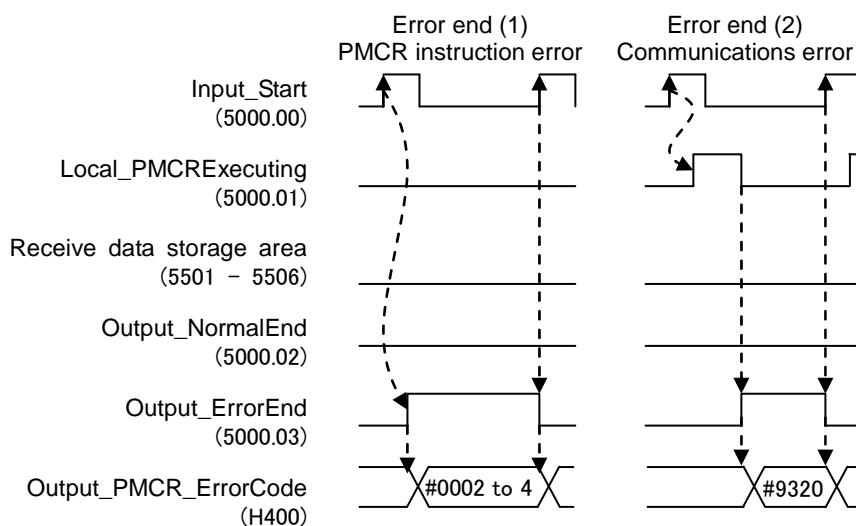 Error end (1)
PMCR instruction error
Error end (2)
Communications error
Input_Start
(5000.00)
Local_PMCRExecuting
(5000.01)
Receive data storage area
(5501 - 5506)
Output_NormalEnd
(5000.02)
Output_ErrorEnd
(5000.03)
Output_PMCR_ErrorCode
(H400)
#0002 to 4
#9320